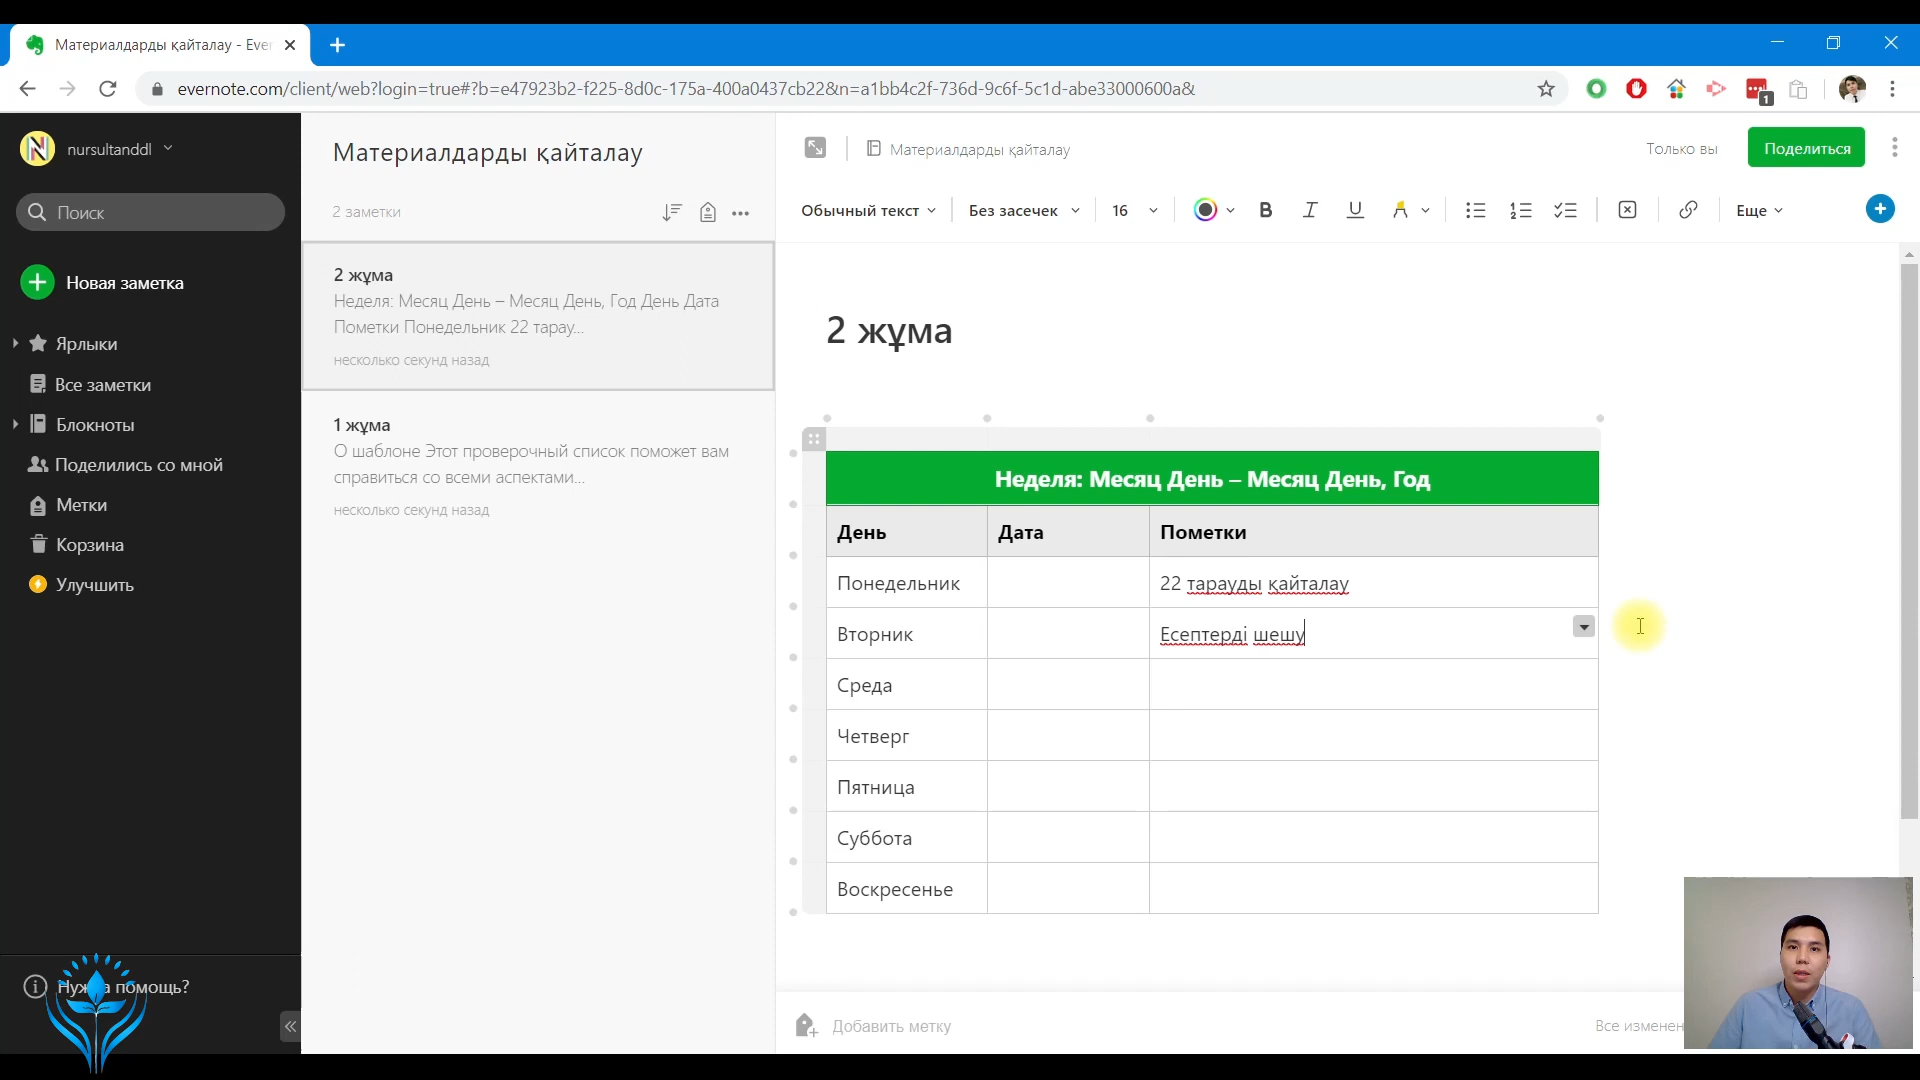 Материалдарды қайталау - Eve
evernote.com/client/web?login=true#?b=e47923b2-f225-8d0c-175a-400a0437cb22&n=a1bb4c2f-736d-9c6f-5c1d-abe33000600a&
1
N
nursultanddl
Поиск
Новая заметка
Ярлыки
Все заметки
Блокноты
Поделились со мной
Метки
Корзина
Улучшить
помощь?
Материалдарды қайталау
2 заметки
2 жұма
Неделя: Месяц День – Месяц День, Год День Дата
Пометки Понедельник 22 тарау...
несколько секунд назад
1 жұма
О шаблоне Этот проверочный список поможет вам
справиться со всеми аспектами...
несколько секунд назад
Материалдарды қайталау
Только вы
Поделиться
Обычный текст
Без засечек
16
B I U
Еще
2 жұма
Неделя: Месяц День – Месяц День, Год
День Дата Пометки
Понедельник 22 тарауды қайталау
Вторник Есептерді шешу
Среда
Четверг
Пятница
Суббота
Воскресенье
Добавить метку
Все изменен